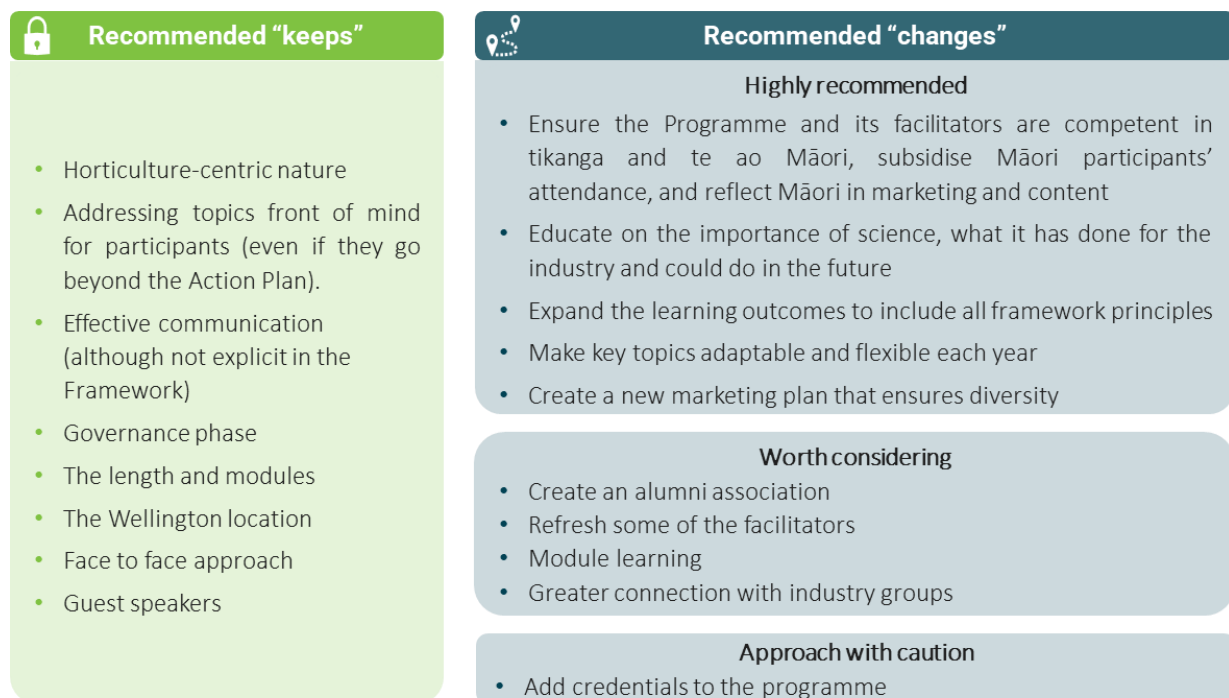 Recommended “keeps”
• Horticulture-centric nature
• Addressing topics front of mind
for participants (even if they go
beyond the Action Plan).
• Effective communication
(although not explicit in the
Framework)
• Governance phase
• The length and modules
• The Wellington location
• Face to face approach
• Guest speakers
Recommended “changes”
Highly recommended
• Ensure the Programme and its facilitators are competent in
tikanga and te ao Māori, subsidise Māori participants’
attendance, and reflect Māori in marketing and content
• Educate on the importance of science, what it has done for the
industry and could do in the future
• Expand the learning outcomes to include all framework principles
• Make key topics adaptable and flexible each year
• Create a new marketing plan that ensures diversity
Worth considering
• Create an alumni association
• Refresh some of the facilitators
• Module learning
• Greater connection with industry groups
Approach with caution
• Add credentials to the programme